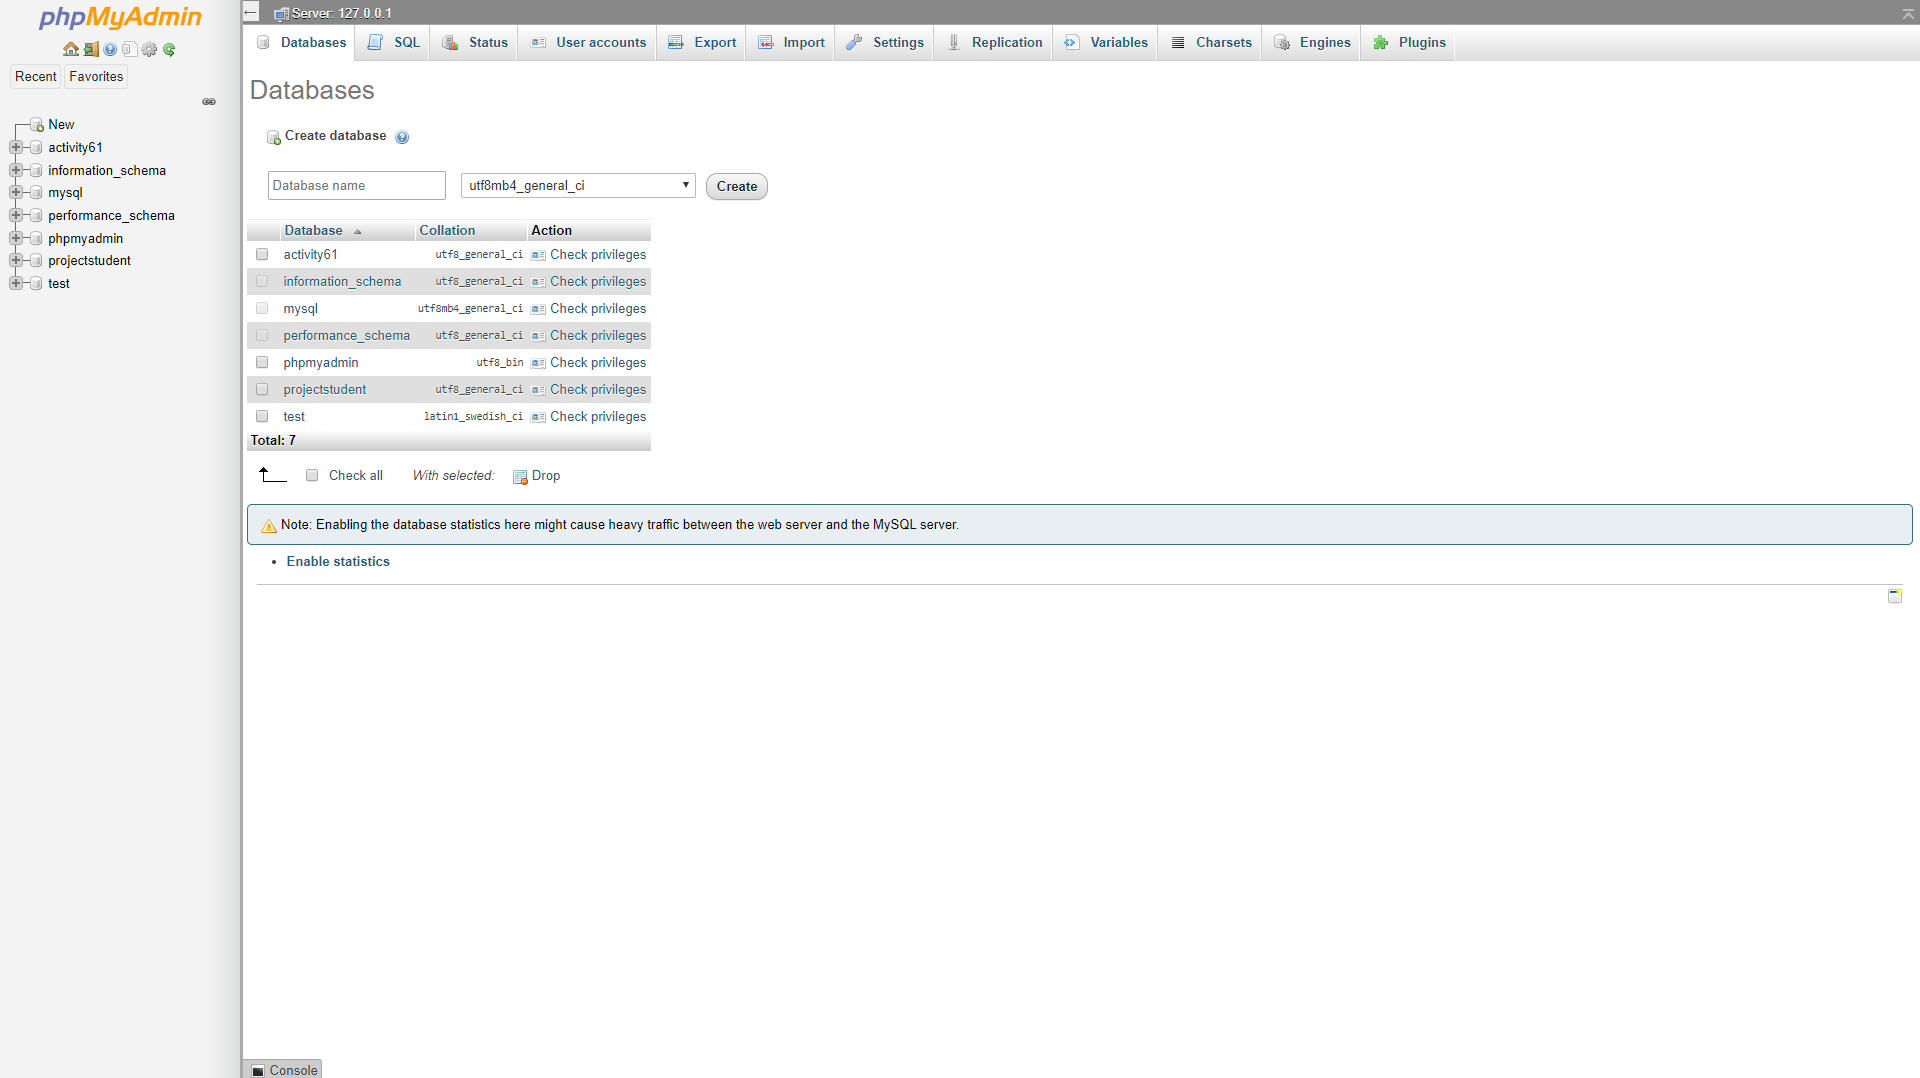 phpMyAdmin
Recent Favorites
New
activity61
information_schema
mysql
performance_schema
phpmyadmin
projectstudent
test
Server: 127.0.0.1
Databases SQL Status User accounts Export Import Settings Replication Variables Charsets Engines Plugins
Databases
Create database
Database name utf8mb4_general_ci Create
Database Collation Action
activity61 utf8_general_ci Check privileges
information_schema utf8_general_ci Check privileges
mysql utf8mb4_general_ci Check privileges
performance_schema utf8_general_ci Check privileges
phpmyadmin utf8_bin Check privileges
projectstudent utf8_general_ci Check privileges
test latin1_swedish_ci Check privileges
Total: 7
Check all With selected: Drop
Note: Enabling the database statistics here might cause heavy traffic between the web server and the MySQL server.
• Enable statistics
Console